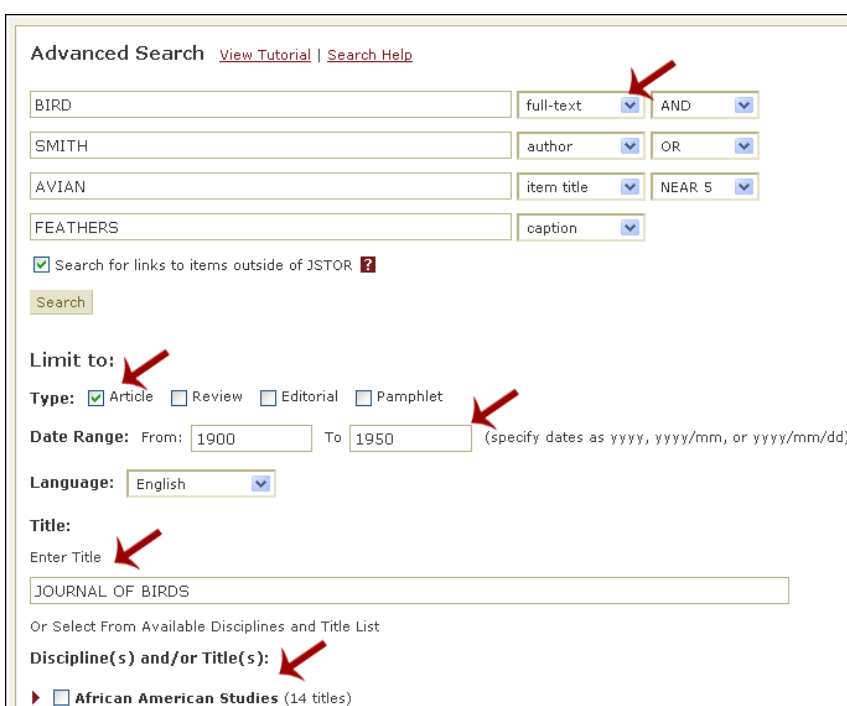 Advanced Search View Tutorial | Search Help
BIRD full-text AND
SMITH author OR
AVIAN item title NEAR 5
FEATHERS caption
Search for links to items outside of JSTOR ?
Search
Limit to:
Type: Article Review Editorial Pamphlet
Date Range: From: 1900 To 1950 (specify dates as yyyy, yyyy/mm, or yyyy/mm/dd)
Language: English
Title:
Enter Title
JOURNAL OF BIRDS
Or Select From Available Disciplines and Title List
Discipline(s) and/or Title(s):
African American Studies (14 titles)